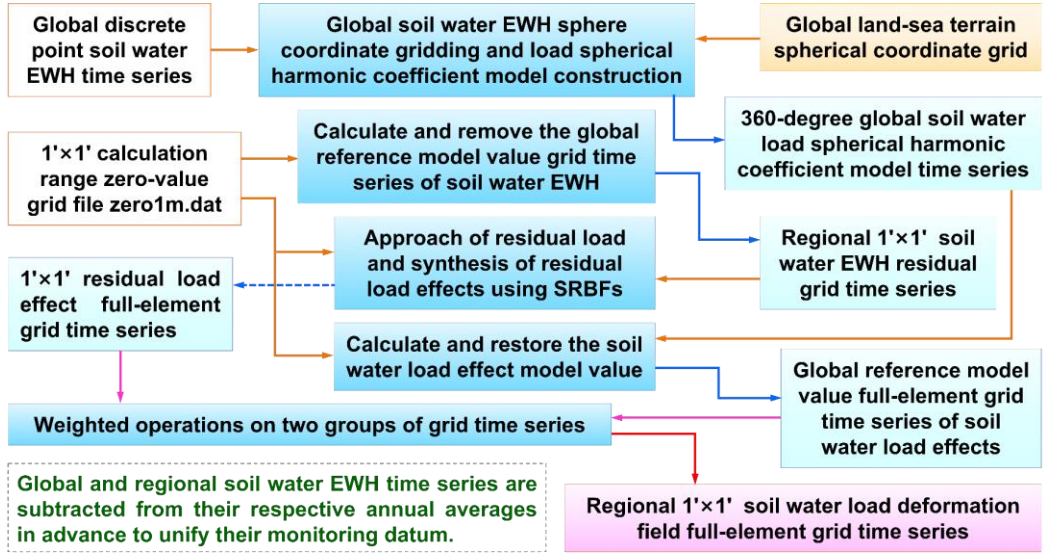 Global discrete
point soil water
EWH time series
Global soil water EWH sphere
coordinate gridding and load spherical
harmonic coefficient model construction
Global land-sea terrain
spherical coordinate grid
1'×1' calculation
range zero-value
grid file zero1m.dat
Calculate and remove the global
reference model value grid time
series of soil water EWH
360-degree global soil water
load spherical harmonic
coefficient model time series
Approach of residual load
and synthesis of residual
load effects using SRBFs
Regional 1'×1' soil
water EWH residual
grid time series
1'×1' residual load
effect full-element
grid time series
Calculate and restore the soil
water load effect model value
Global reference model
value full-element grid
time series of soil
water load effects
Weighted operations on two groups of grid time series
Global and regional soil water EWH time series are
subtracted from their respective annual averages
in advance to unify their monitoring datum.
Regional 1'×1' soil water load deformation
field full-element grid time series